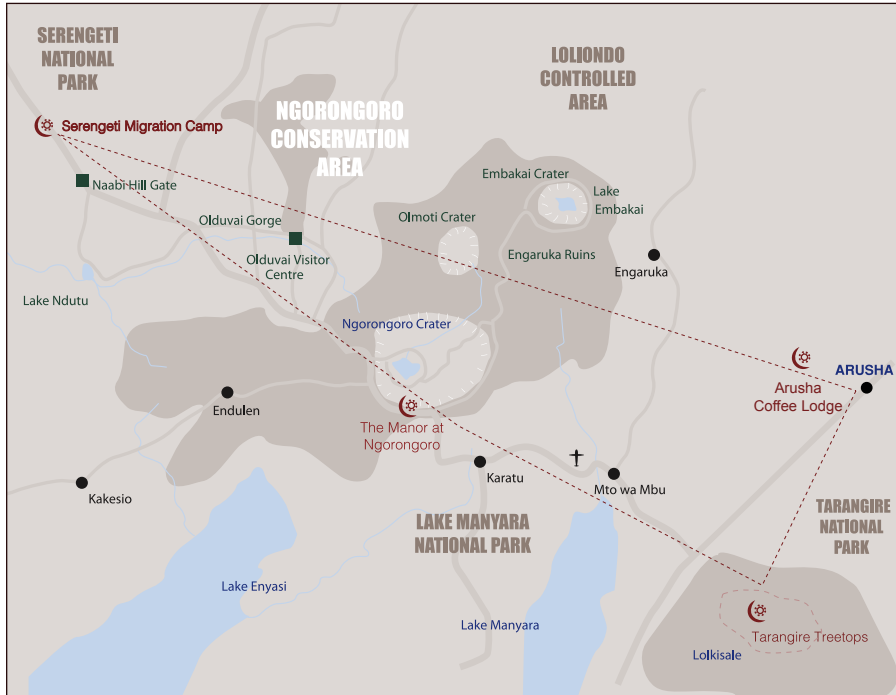 SERENGETI
NATIONAL
PARK
LOLIONDO
CONTROLLED
AREA
NGORONGORO
CONSERVATION
AREA
Serengeti Migration Camp
Naabi Hill Gate
Embakai Crater
Lake
Embakai
Olmoti Crater
Olduvai Gorge
Olduvai Visitor
Centre
Engaruka Ruins
Engaruka
Lake Ndutu
Ngorongoro Crater
ARUSHA
Arusha
Coffee Lodge
Endulen
The Manor at
Ngorongoro
Karatu
Mto wa Mbu
Kakesio
LAKE MANYARA
NATIONAL PARK
TARANGIRE
NATIONAL
PARK
Lake Enyasi
Lake Manyara
Tarangire Treetops
Lolkisale